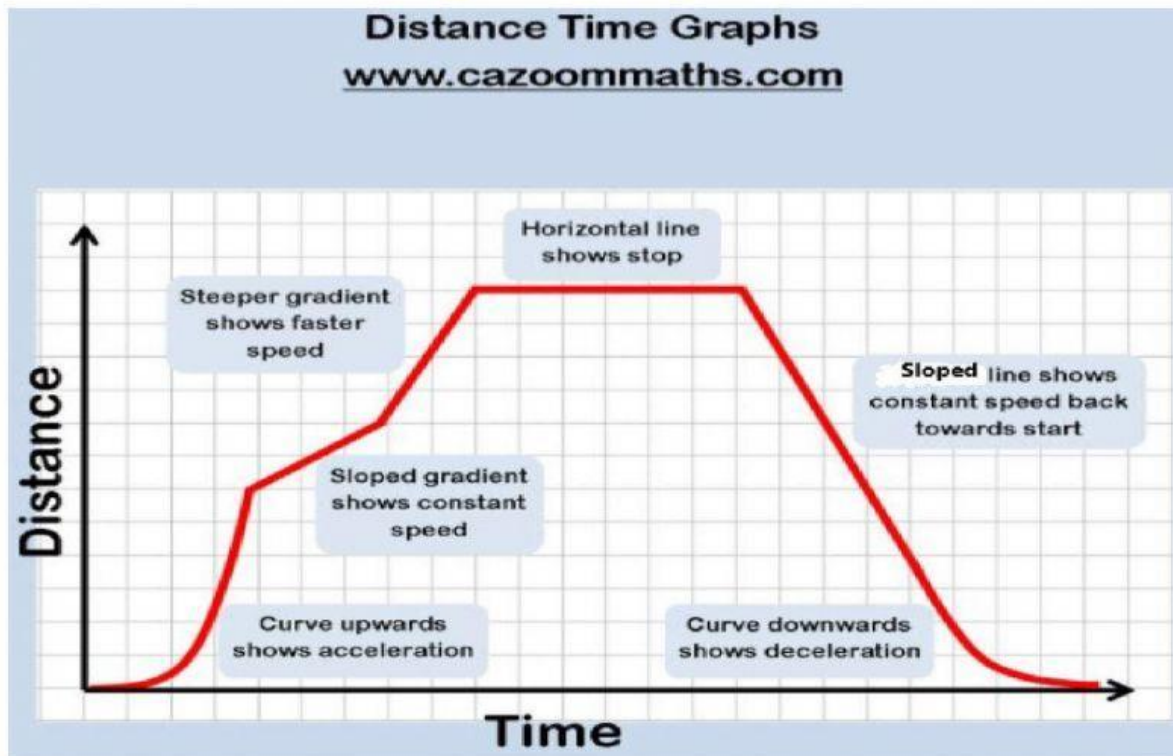 Distance Time Graphs
www.cazoommaths.com
Horizontal line
shows stop
Steeper gradient
shows faster
speed
Sloped line shows
constant speed back
towards start
Sloped gradient
shows constant
speed
Curve upwards
shows acceleration
Curve downwards
shows deceleration
Distance
Time